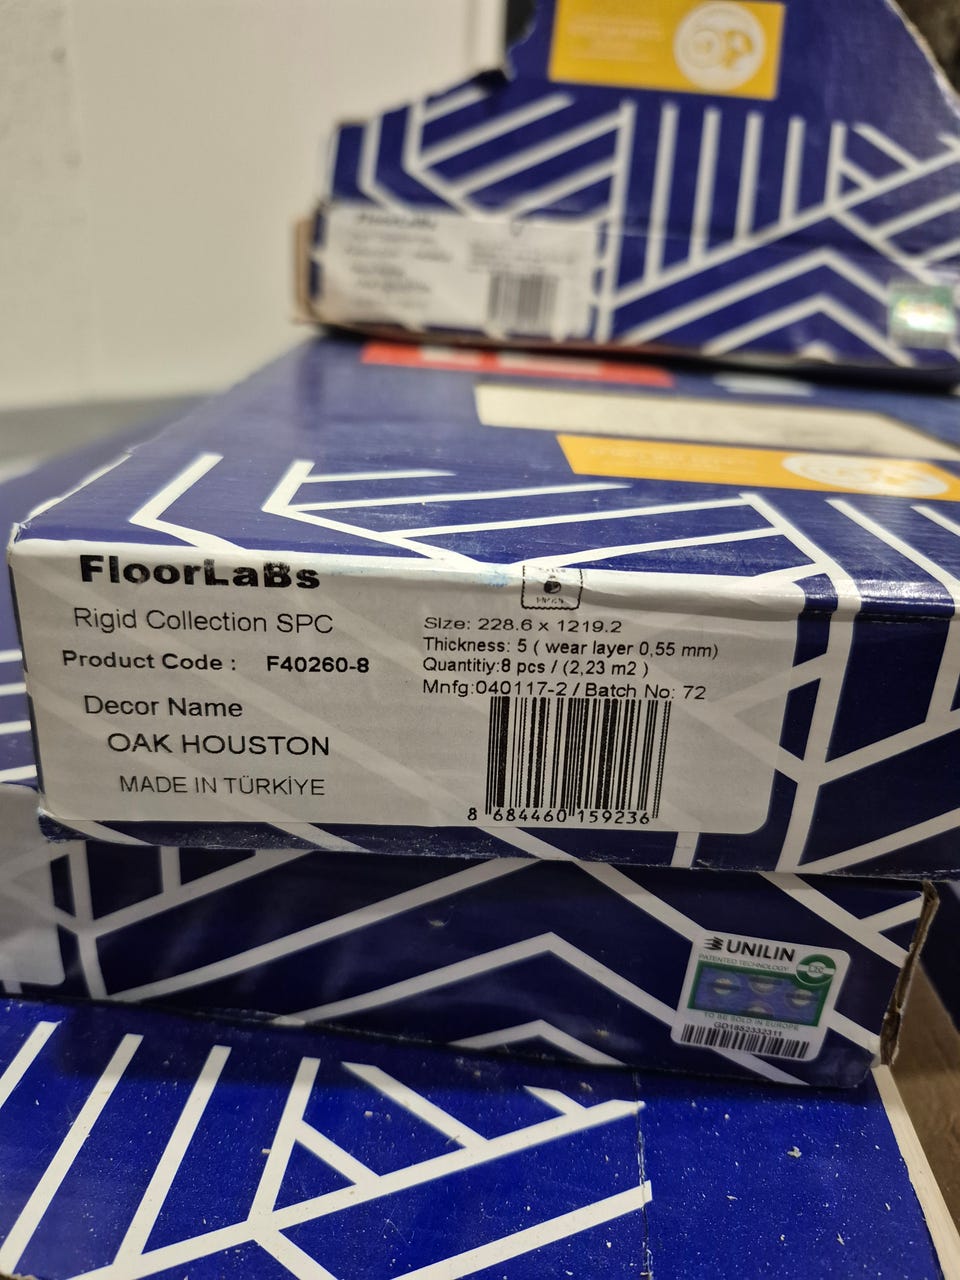 FloorLaBs
Rigid Collection SPC
Product Code : F40260-8
Decor Name
OAK HOUSTON
MADE IN TÜRKİYE
Size: 228.6 x 1219.2
Thickness: 5 ( wear layer 0,55 mm)
Quantitiy:8 pcs / (2,23 m2 )
Mnfg:040117-2 / Batch No: 72
8 684460 159236
UNILIN
PATENTED TECHNOLOGY
TO BE SOLD IN EUROPE
GD1852332311